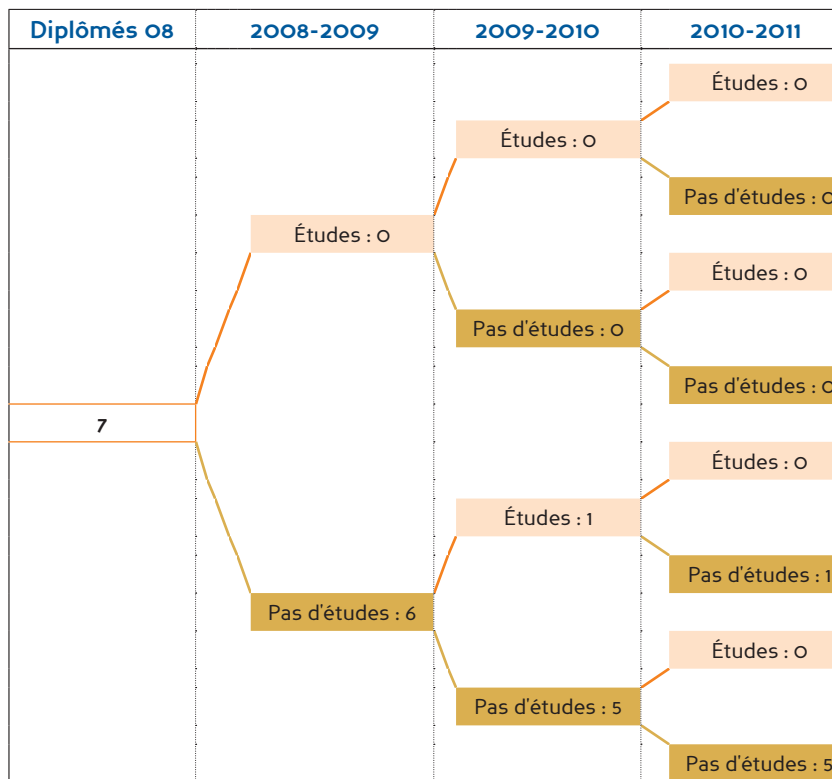 Diplômés 08 2008-2009 2009-2010 2010-2011
Études : 0
Études : 0
Pas d'études : 0
Études : 0
Études : 0
Pas d'études : 0
Pas d'études : 0
7
Études : 0
Études : 1
Pas d'études : 1
Pas d'études : 6
Études : 0
Pas d'études : 5
Pas d'études : 5